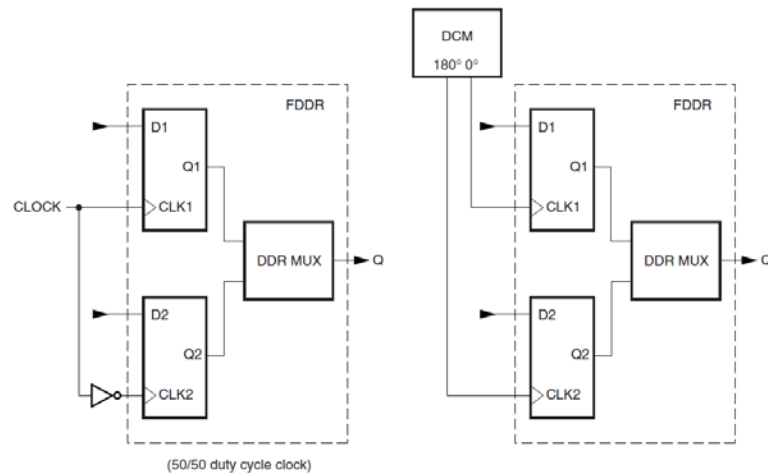 DCM
180° 0°
FDDR
D1
Q1
CLOCK
CLK1
DDR MUX
Q
D2
Q2
CLK2
(50/50 duty cycle clock)
FDDR
D1
Q1
CLK1
DDR MUX
Q
D2
Q2
CLK2